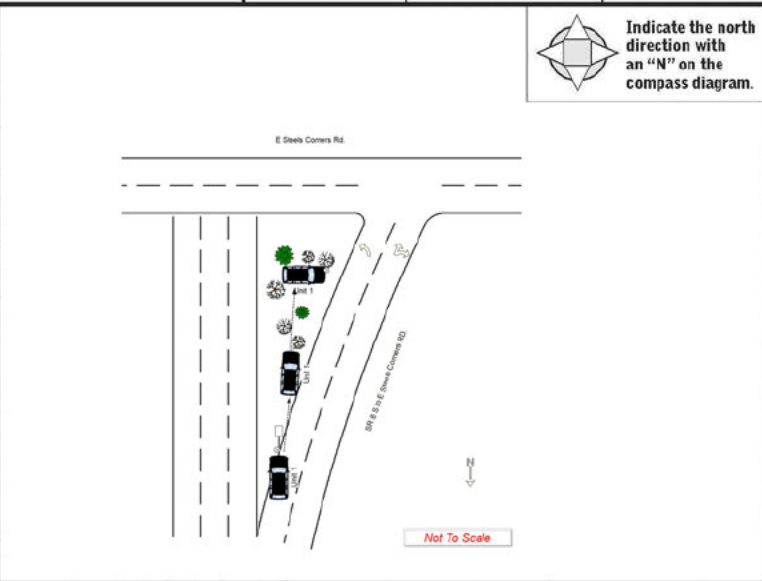 Indicate the north
direction with
an “N” on the
compass diagram.
E Steels Corners Rd.
Unit 1
Unit 1
SR 8 S to E Steels Corners RD.
Unit 1
N
Not To Scale